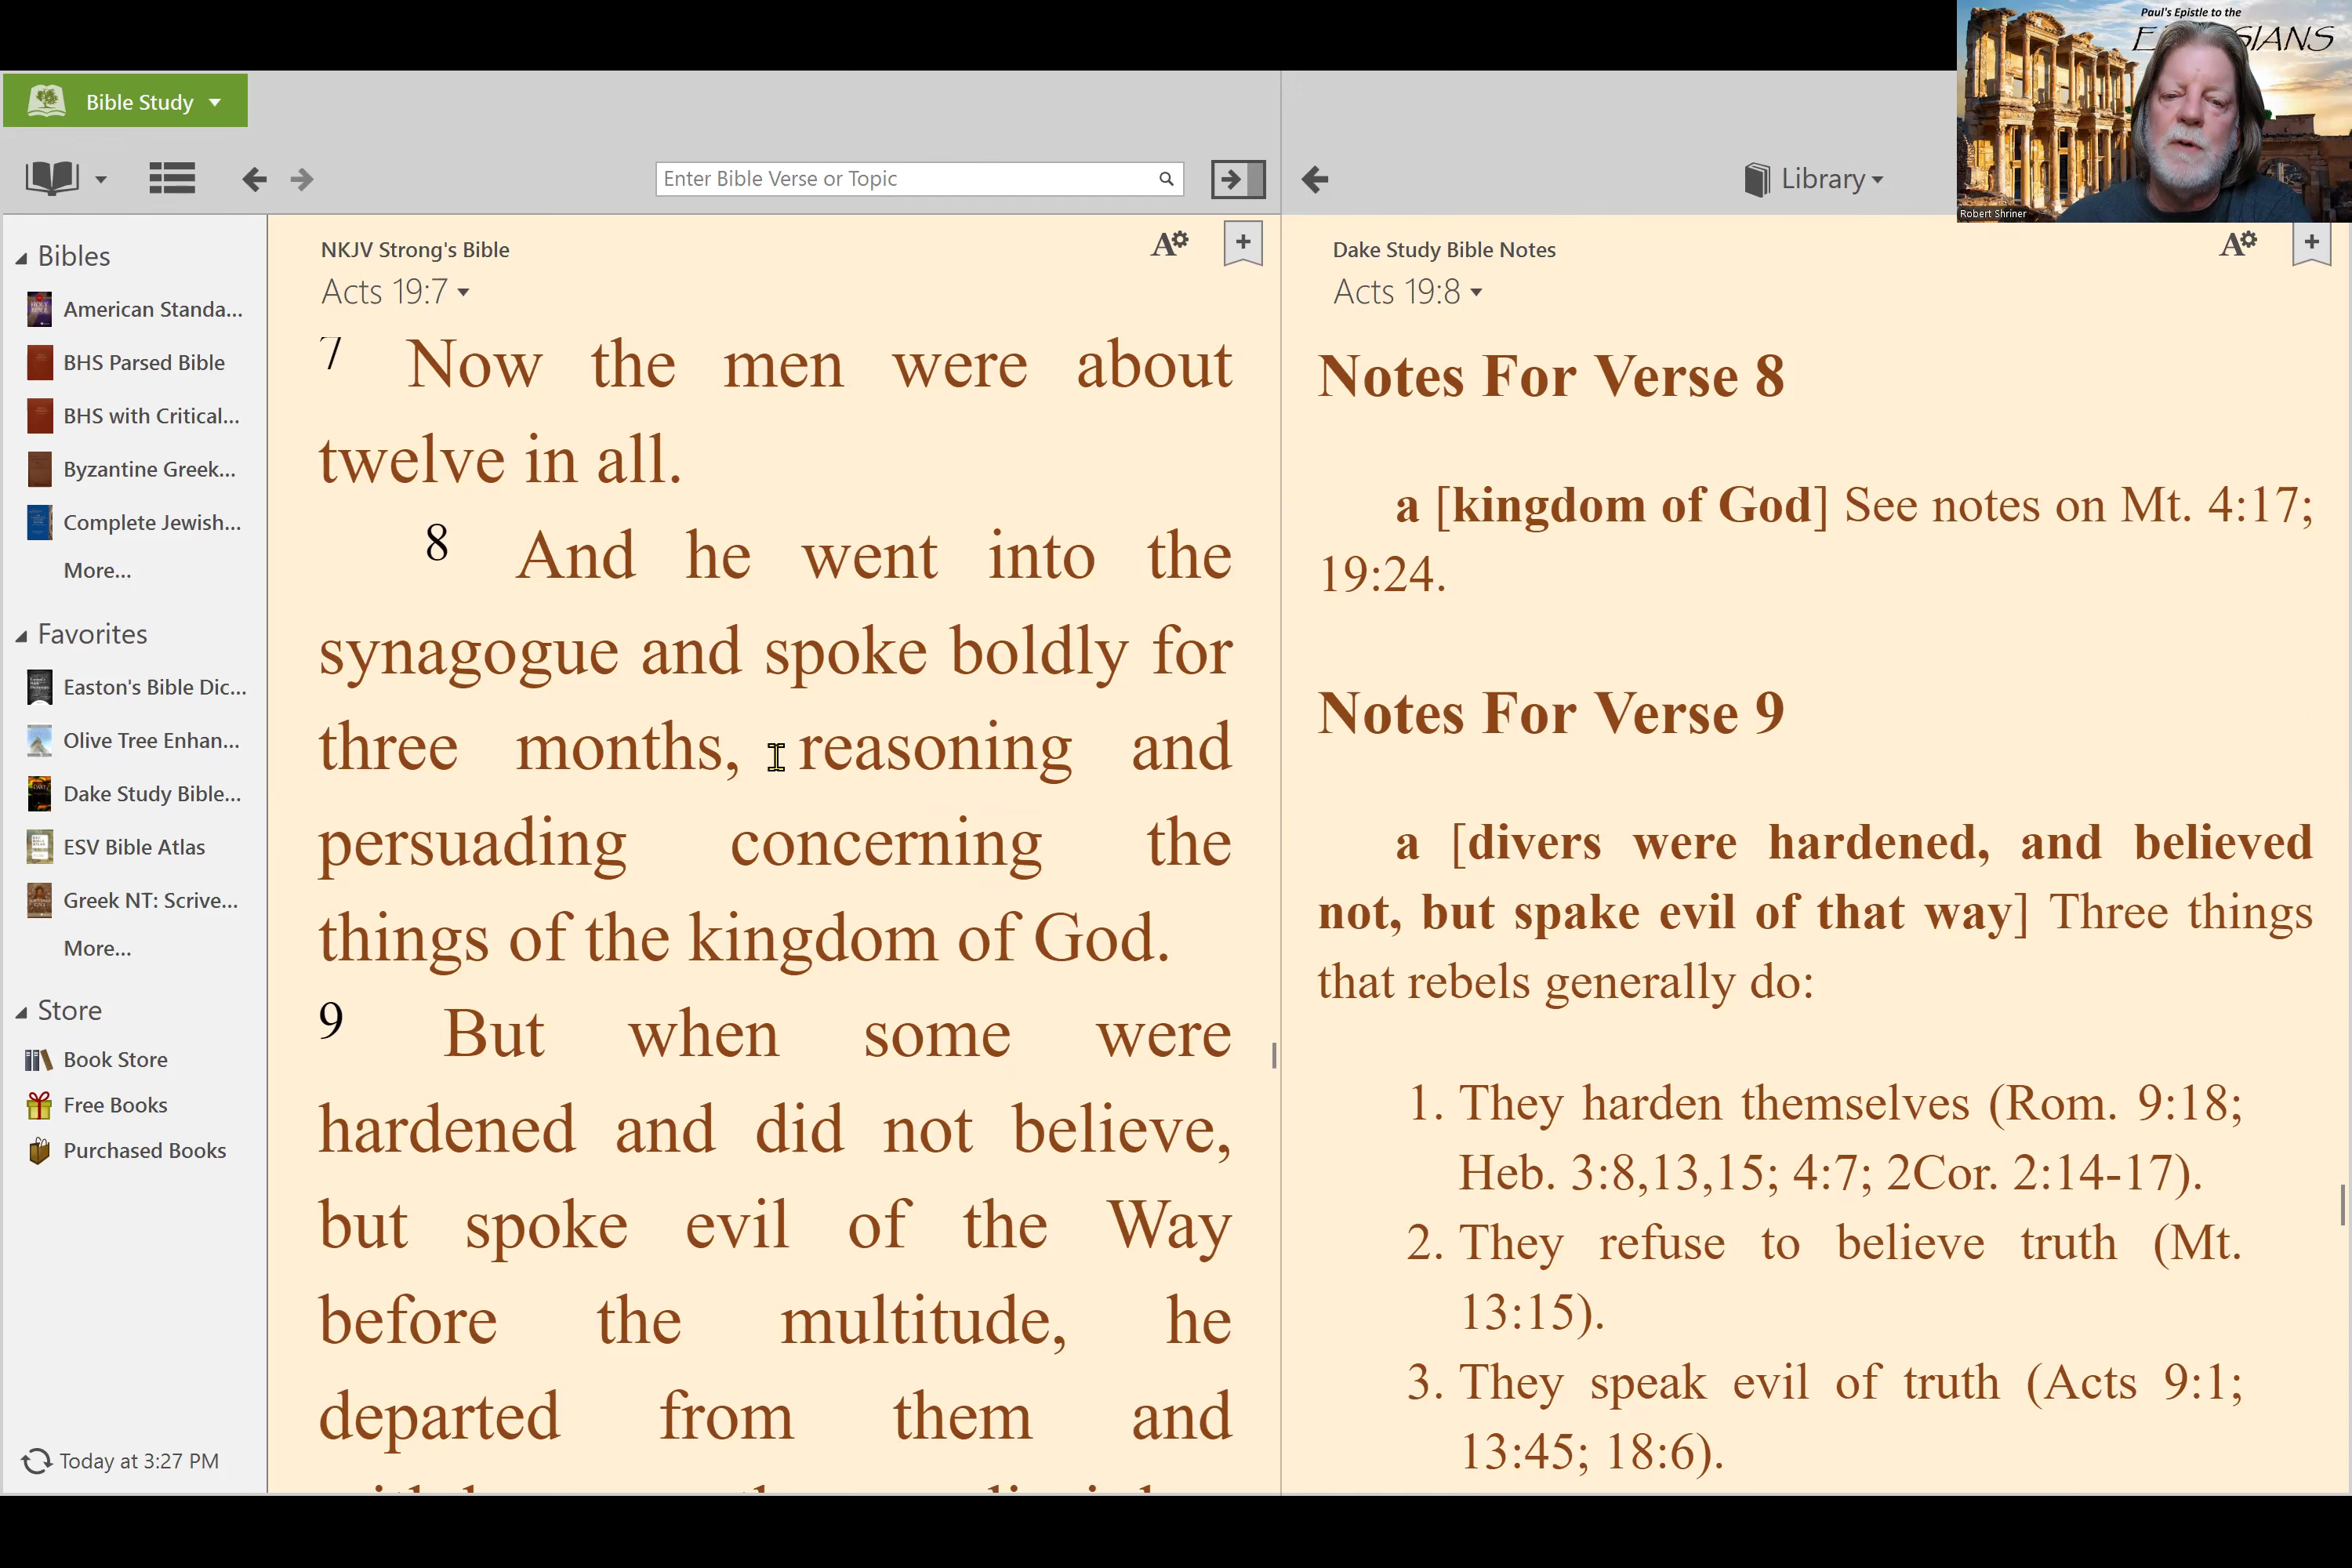 Paul's Epistle to the
Robert Shriner
Bible Study
Enter Bible Verse or Topic
Library
Bibles
American Standa...
BHS Parsed Bible
BHS with Critical...
Byzantine Greek...
Complete Jewish...
More...
Favorites
Easton's Bible Dic...
Olive Tree Enhan...
Dake Study Bible...
ESV Bible Atlas
Greek NT: Scrive...
More...
Store
Book Store
Free Books
Purchased Books
Today at 3:27 PM
NKJV Strong's Bible
Acts 19:7
7 Now the men were about
twelve in all.
8 And he went into the
synagogue and spoke boldly for
three months, reasoning and
persuading concerning the
things of the kingdom of God.
9 But when some were
hardened and did not believe,
but spoke evil of the Way
before the multitude, he
departed from them and
Dake Study Bible Notes
Acts 19:8
Notes For Verse 8
a [kingdom of God] See notes on Mt. 4:17;
19:24.
Notes For Verse 9
a [divers were hardened, and believed
not, but spake evil of that way] Three things
that rebels generally do:
1. They harden themselves (Rom. 9:18;
Heb. 3:8,13,15; 4:7; 2Cor. 2:14-17).
2. They refuse to believe truth (Mt.
13:15).
3. They speak evil of truth (Acts 9:1;
13:45; 18:6).